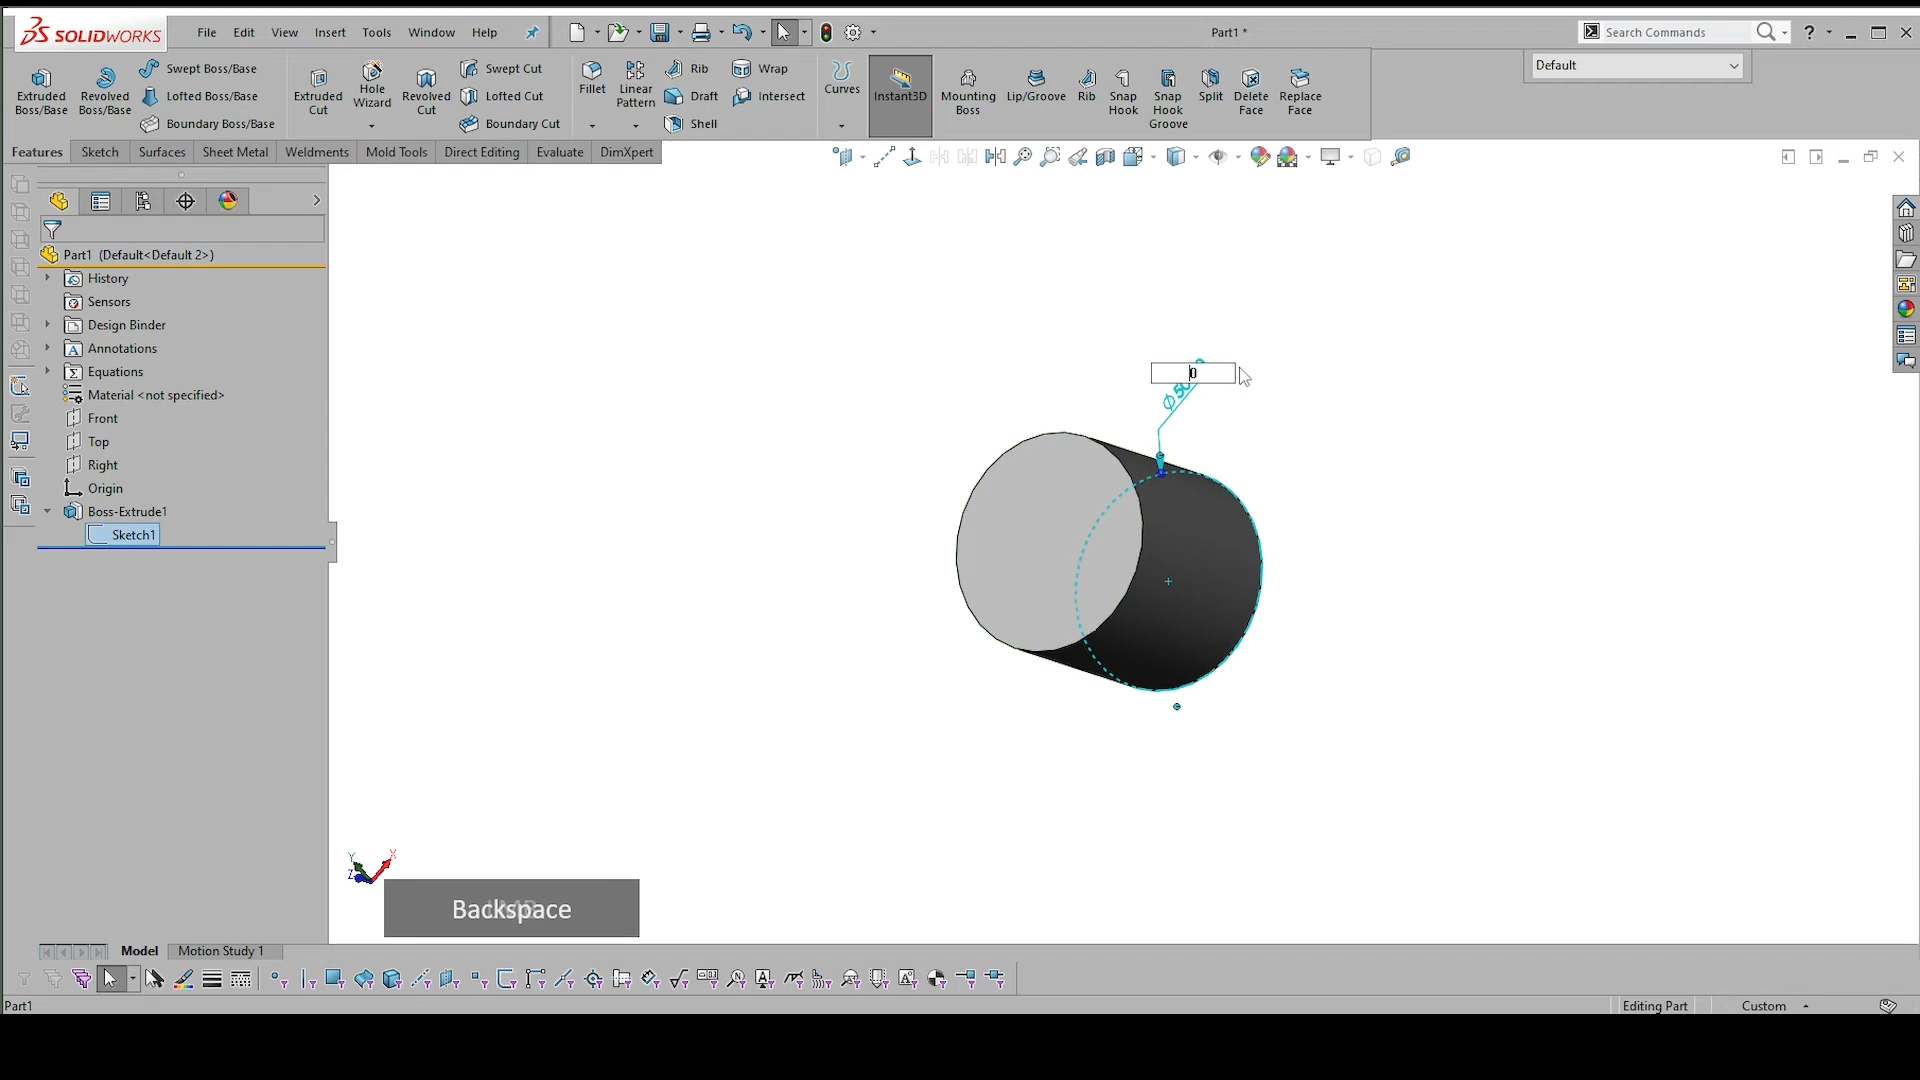 SOLIDWORKS File Edit View Insert Tools Window Help Part1 * Search Commands ?
Default
Extruded Boss/Base
Revolved Boss/Base
Swept Boss/Base
Lofted Boss/Base
Boundary Boss/Base
Extruded Cut
Hole Wizard
Revolved Cut
Swept Cut
Lofted Cut
Boundary Cut
Fillet
Linear Pattern
Rib
Draft
Shell
Wrap
Intersect
Curves
Instant3D
Mounting Boss
Lip/Groove
Rib
Snap Hook
Snap Hook Groove
Split
Delete Face
Replace Face
Features Sketch Surfaces Sheet Metal Weldments Mold Tools Direct Editing Evaluate DimXpert
Part1 (Default<Default 2>)
History
Sensors
Design Binder
Annotations
Equations
Material <not specified>
Front
Top
Right
Origin
Boss-Extrude1
Sketch1
0
Y X
Z
Backspace
Model Motion Study 1
Part1 Editing Part Custom